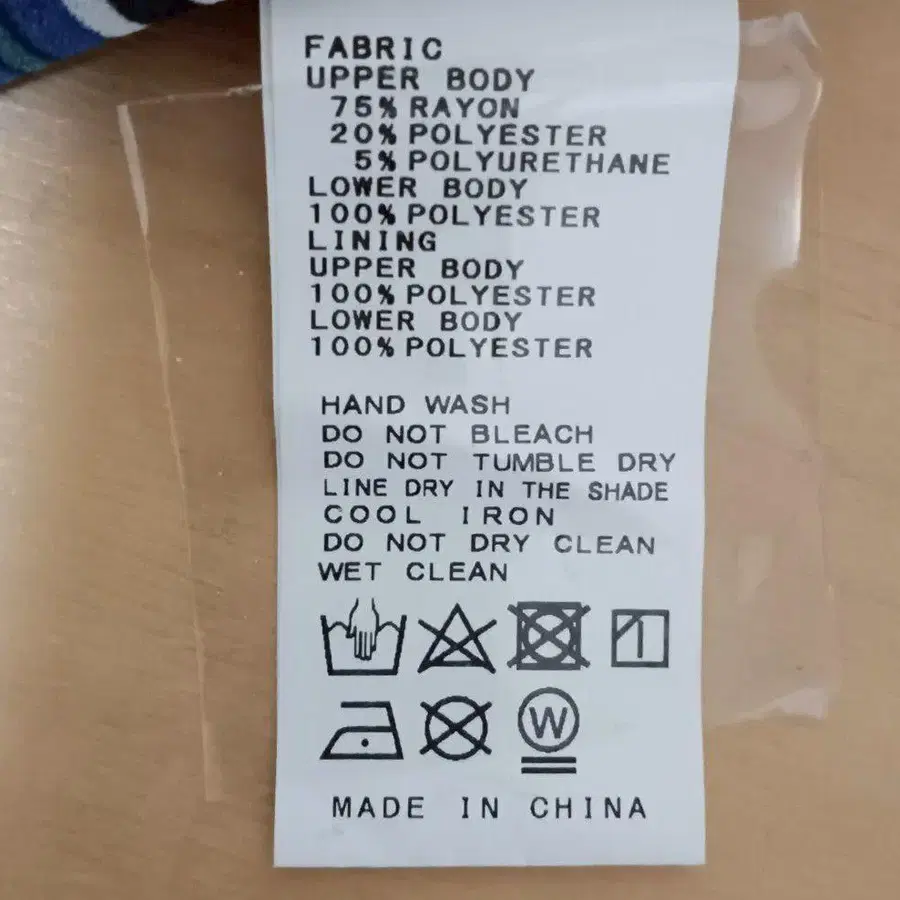 FABRIC
UPPER BODY
75% RAYON
20% POLYESTER
5% POLYURETHANE
LOWER BODY
100% POLYESTER
LINING
UPPER BODY
100% POLYESTER
LOWER BODY
100% POLYESTER
HAND WASH
DO NOT BLEACH
DO NOT TUMBLE DRY
LINE DRY IN THE SHADE
COOL IRON
DO NOT DRY CLEAN
WET CLEAN
W
MADE IN CHINA